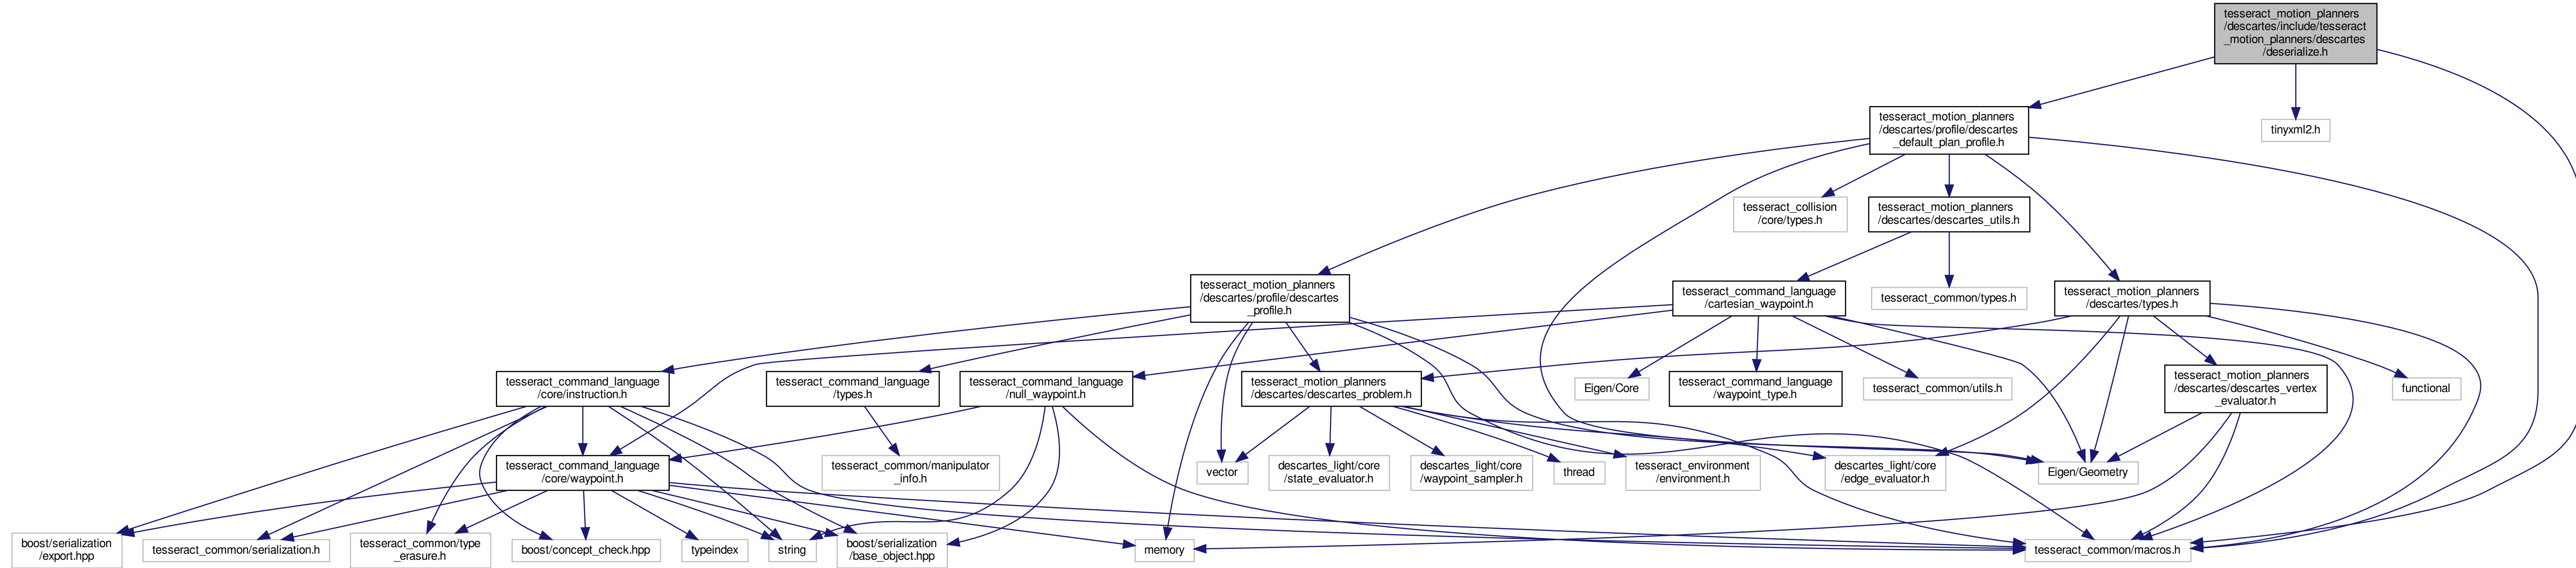 tesseract_motion_planners
/descartes/include/tesseract
_motion_planners/descartes
/deserialize.h
tesseract_motion_planners
/descartes/profile/descartes
_default_plan_profile.h
tinyxml2.h
tesseract_collision
/core/types.h
tesseract_motion_planners
/descartes/descartes_utils.h
tesseract_motion_planners
/descartes/profile/descartes
_profile.h
tesseract_command_language
/cartesian_waypoint.h
tesseract_common/types.h
tesseract_motion_planners
/descartes/types.h
tesseract_command_language
/core/instruction.h
tesseract_command_language
/types.h
tesseract_command_language
/null_waypoint.h
tesseract_motion_planners
/descartes/descartes_problem.h
Eigen/Core
tesseract_command_language
/waypoint_type.h
tesseract_common/utils.h
tesseract_motion_planners
/descartes/descartes_vertex
_evaluator.h
functional
tesseract_command_language
/core/waypoint.h
tesseract_common/manipulator
_info.h
vector
descartes_light/core
/state_evaluator.h
descartes_light/core
/waypoint_sampler.h
thread
tesseract_environment
/environment.h
descartes_light/core
/edge_evaluator.h
Eigen/Geometry
boost/serialization
/export.hpp
tesseract_common/serialization.h
tesseract_common/type
_erasure.h
boost/concept_check.hpp
typeindex
string
boost/serialization
/base_object.hpp
memory
tesseract_common/macros.h